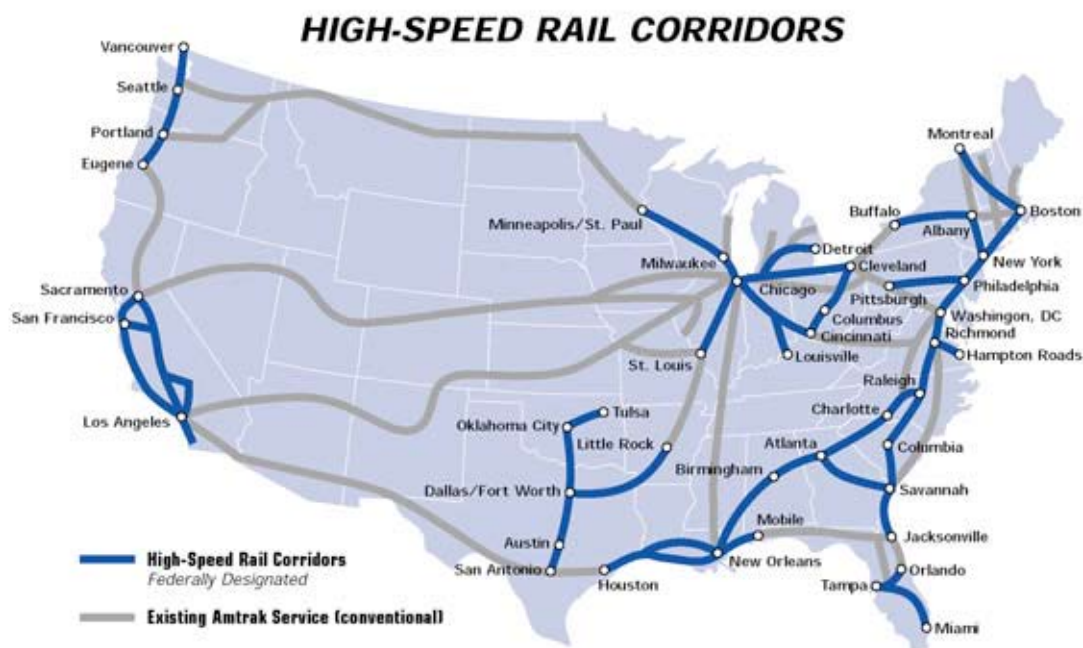 HIGH-SPEED RAIL CORRIDORS
Vancouver
Seattle
Portland
Eugene
Montreal
Minneapolis/St. Paul
Buffalo
Boston
Albany
Detroit
Milwaukee
Cleveland
New York
Sacramento
Chicago
Pittsburgh
Philadelphia
San Francisco
Columbus
Washingon, DC
Cincinnati
Richmond
St. Louis
Louisville
Hampton Roads
Raleigh
Los Angeles
Tulsa
Charlotte
Oklahoma City
Little Rock
Atlanta
Columbia
Birmingham
Dallas/Fort Worth
Savannah
Mobile
Austin
Jacksonville
High-Speed Rail Corridors
Federally Designated
San Antonio
New Orleans
Houston
Orlando
Tampa
Existing Amtrak Service (conventional)
Miami